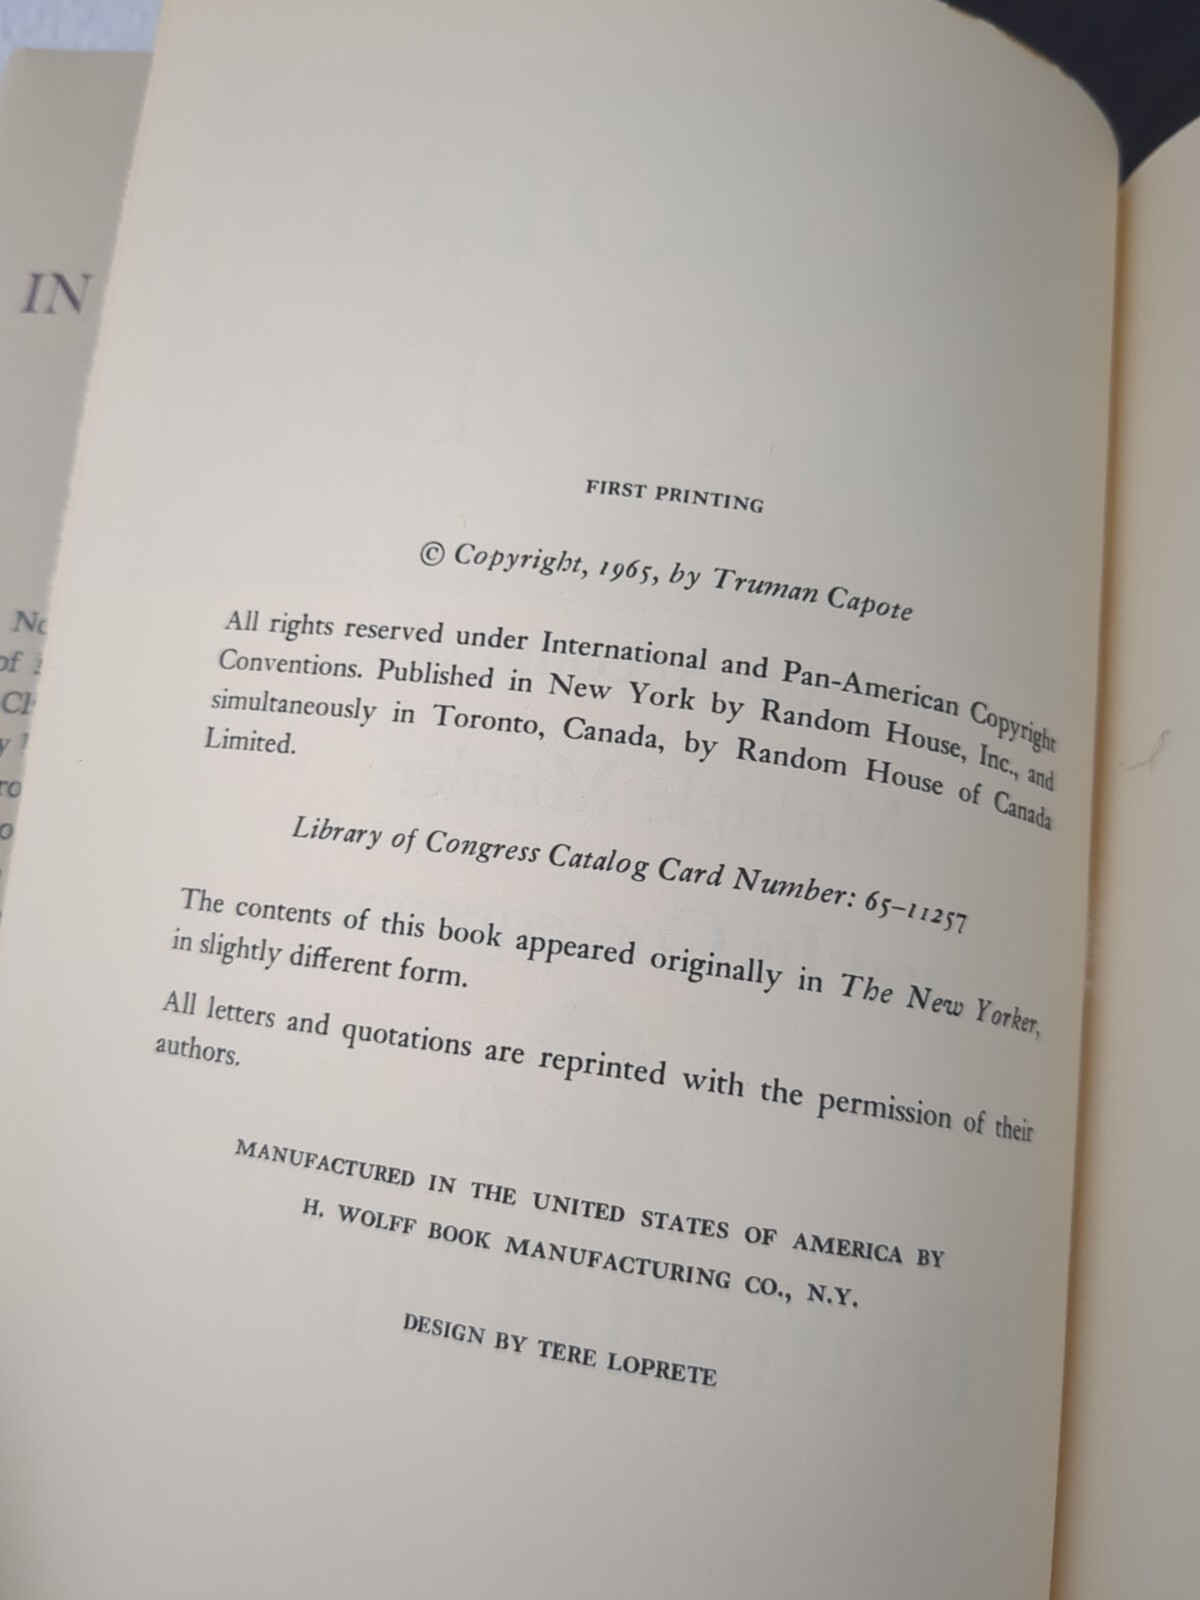 IN
FIRST PRINTING
© Copyright, 1965, by Truman Capote
All rights reserved under International and Pan-American Copyright
Conventions. Published in New York by Random House, Inc., and
simultaneously in Toronto, Canada, by Random House of Canada
Limited.
Library of Congress Catalog Card Number: 65–11257
The contents of this book appeared originally in The New Yorker,
in slightly different form.
All letters and quotations are reprinted with the permission of their
authors.
MANUFACTURED IN THE UNITED STATES OF AMERICA BY
H. WOLFF BOOK MANUFACTURING CO., N.Y.
DESIGN BY TERE LOPRETE